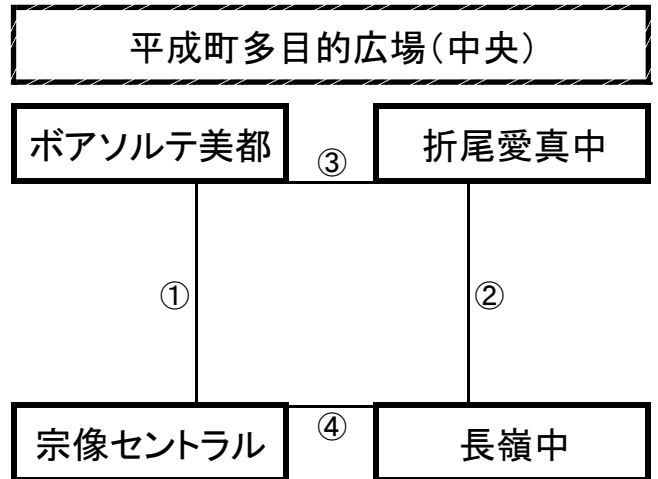 平成町多目的広場（中央）
ボアソルテ美都
折尾愛真中
③
①
②
宗像セントラル
④
長嶺中